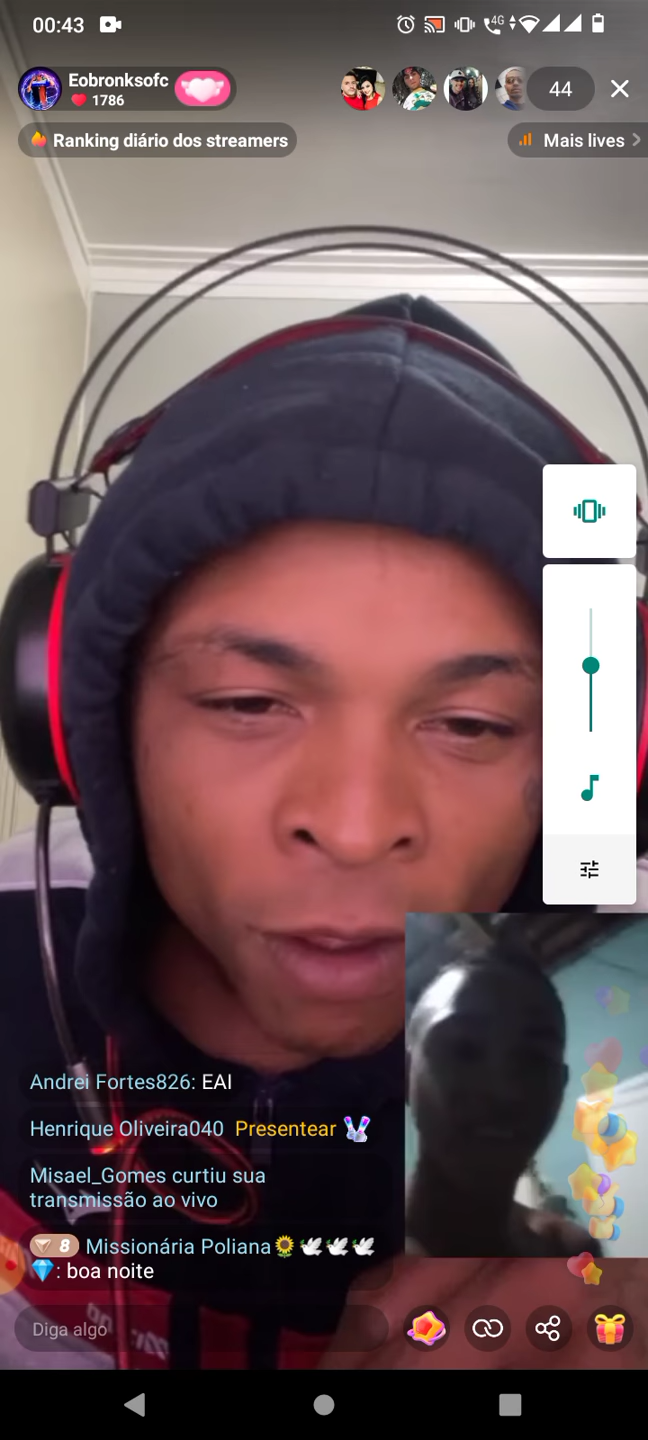 00:43
4G
Eobronksofc
1786
44
Ranking diário dos streamers
Mais lives
Andrei Fortes826: EAI
Henrique Oliveira040 Presentear
Misael_Gomes curtiu sua
transmissão ao vivo
8 Missionária Poliana🌻🕊🕊🕊
💎: boa noite
Diga algo